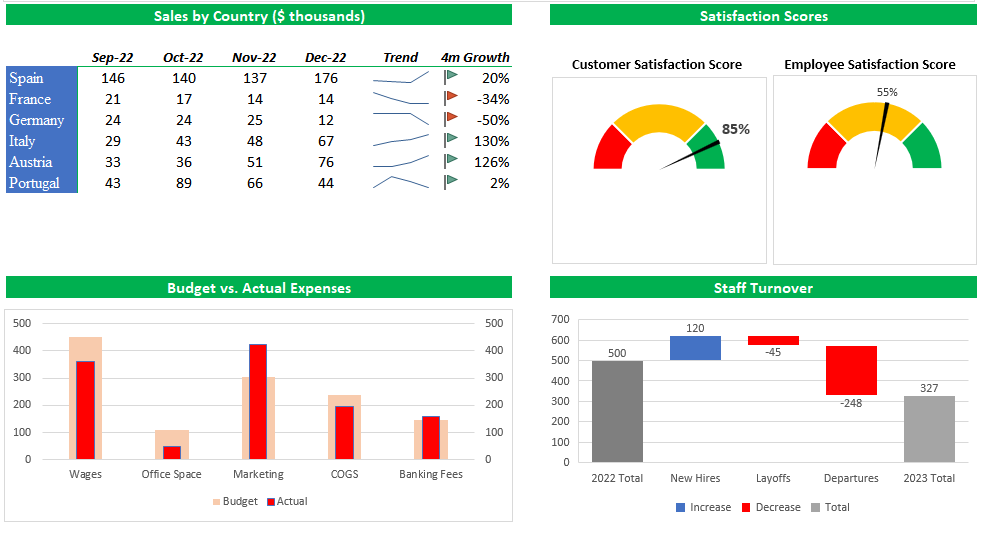 Sales by Country ($ thousands)
Sep-22 Oct-22 Nov-22 Dec-22 Trend 4m Growth
Spain 146 140 137 176 20%
France 21 17 14 14 -34%
Germany 24 24 25 12 -50%
Italy 29 43 48 67 130%
Austria 33 36 51 76 126%
Portugal 43 89 66 44 2%
Satisfaction Scores
Customer Satisfaction Score
85%
Employee Satisfaction Score
55%
Budget vs. Actual Expenses
500 500
400 400
300 300
200 200
100 100
0 0
Wages Office Space Marketing COGS Banking Fees
Budget Actual
Staff Turnover
700
600
500
400
300
200
100
0
500
120
-45
-248
327
2022 Total New Hires Layoffs Departures 2023 Total
Increase Decrease Total